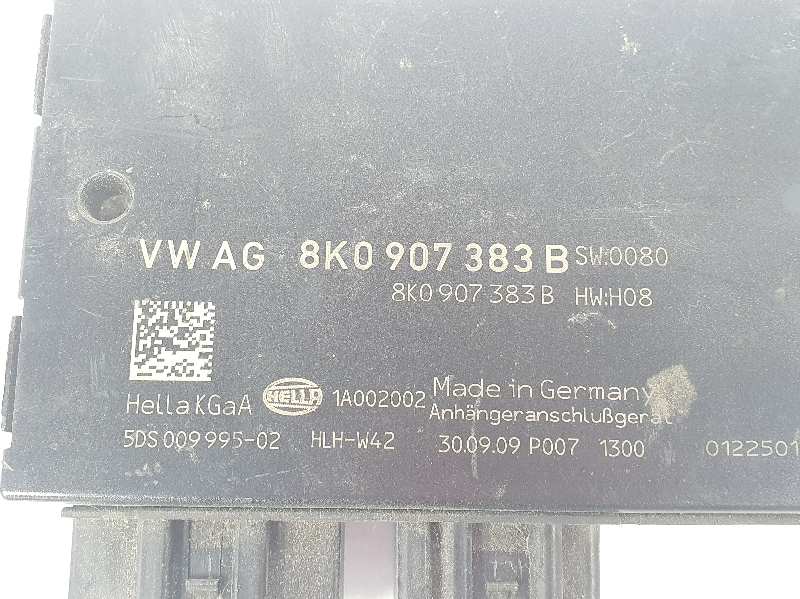 VW AG 8K0 907 383 B SW:0080
8K0 907 383 B HW:H08
Hella KGaA HELLA 1A002002 Made in Germany
Anhängeranschlußgerät
5DS 009 995-02 HLH-W42 30.09.09 P007 1300 0122501